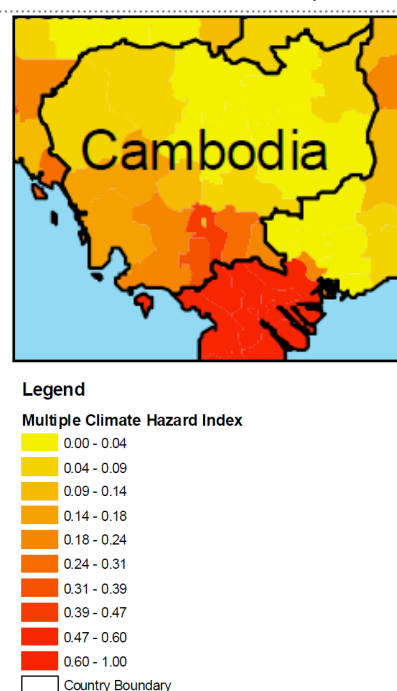 Cambodia
Legend
Multiple Climate Hazard Index
0.00 - 0.04
0.04 - 0.09
0.09 - 0.14
0.14 - 0.18
0.18 - 0.24
0.24 - 0.31
0.31 - 0.39
0.39 - 0.47
0.47 - 0.60
0.60 - 1.00
Country Boundary